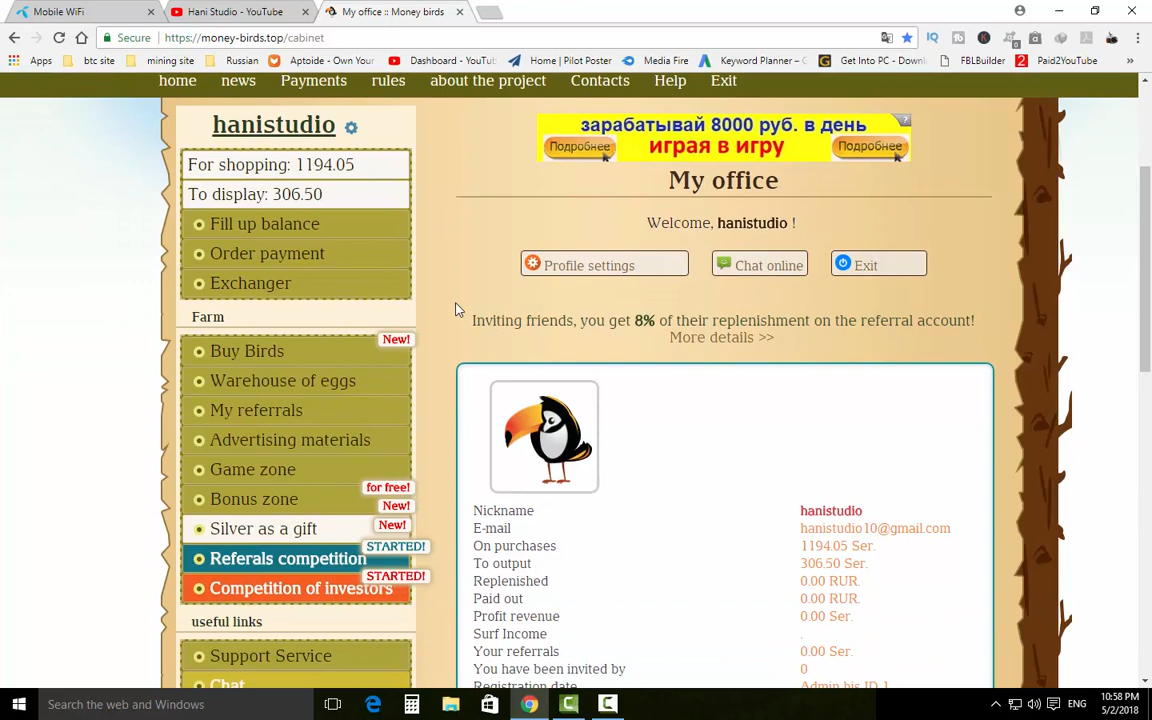 Mobile WiFi
Hani Studio - YouTube
My office :: Money birds
Secure
https://money-birds.top/cabinet
Apps
btc site
mining site
Russian
Aptoide - Own Your
Dashboard - YouTu
Home | Pilot Poster
Media Fire
Keyword Planner –
Get Into PC - Down
FBLBuilder
Paid2YouTube
home
news
Payments
rules
about the project
Contacts
Help
Exit
hanistudio
For shopping: 1194.05
To display: 306.50
Fill up balance
Order payment
Exchanger
Farm
New!
Buy Birds
Warehouse of eggs
My referrals
Advertising materials
Game zone
for free!
Bonus zone
New!
Silver as a gift
New!
STARTED!
Referals competition
STARTED!
Competition of investors
useful links
Support Service
Chat
зарабатывай 8000 руб. в день
Подробнее
играя в игру
Подробнее
?
My office
Welcome, hanistudio !
Profile settings
Chat online
Exit
Inviting friends, you get 8% of their replenishment on the referral account!
More details >>
Nickname hanistudio
E-mail hanistudio10@gmail.com
On purchases 1194.05 Ser.
To output 306.50 Ser.
Replenished 0.00 RUR.
Paid out 0.00 RUR.
Profit revenue 0.00 Ser.
Surf Income .
Your referrals 0.00 Ser.
You have been invited by 0
Registration date Admin his ID 1
Search the web and Windows
ENG
10:58 PM
5/2/2018